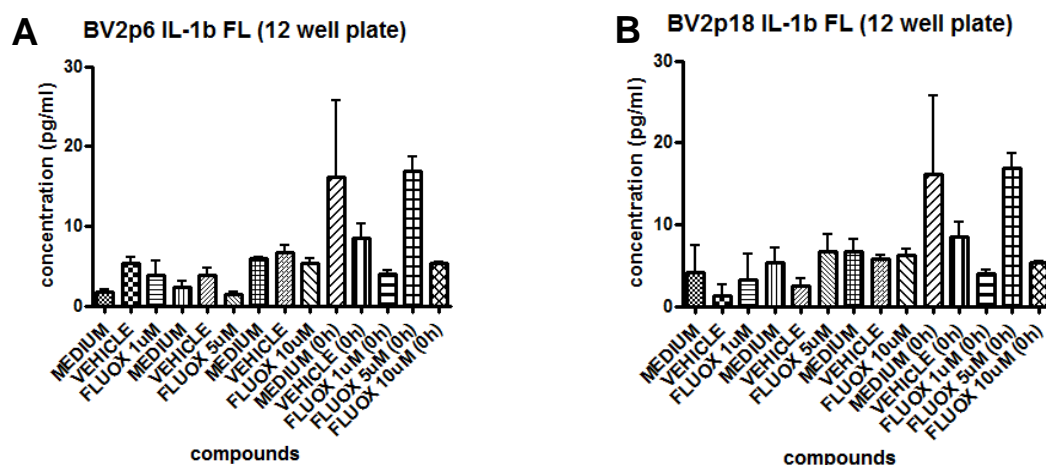 A BV2p6 IL-1b FL (12 well plate)
concentration (pg/ml)
30
20
10
0
MEDIUM
VEHICLE
FLUOX 1uM
MEDIUM
VEHICLE
FLUOX 5uM
MEDIUM
VEHICLE
FLUOX 10uM
MEDIUM (0h)
VEHICLE (0h)
FLUOX 1uM (0h)
FLUOX 5uM (0h)
FLUOX 10uM (0h)
compounds
B BV2p18 IL-1b FL (12 well plate)
concentration (pg/ml)
30
20
10
0
MEDIUM
VEHICLE
FLUOX 1uM
MEDIUM
VEHICLE
FLUOX 5uM
MEDIUM
VEHICLE
FLUOX 10uM
MEDIUM (0h)
VEHICLE (0h)
FLUOX 1uM (0h)
FLUOX 5uM (0h)
FLUOX 10uM (0h)
compounds